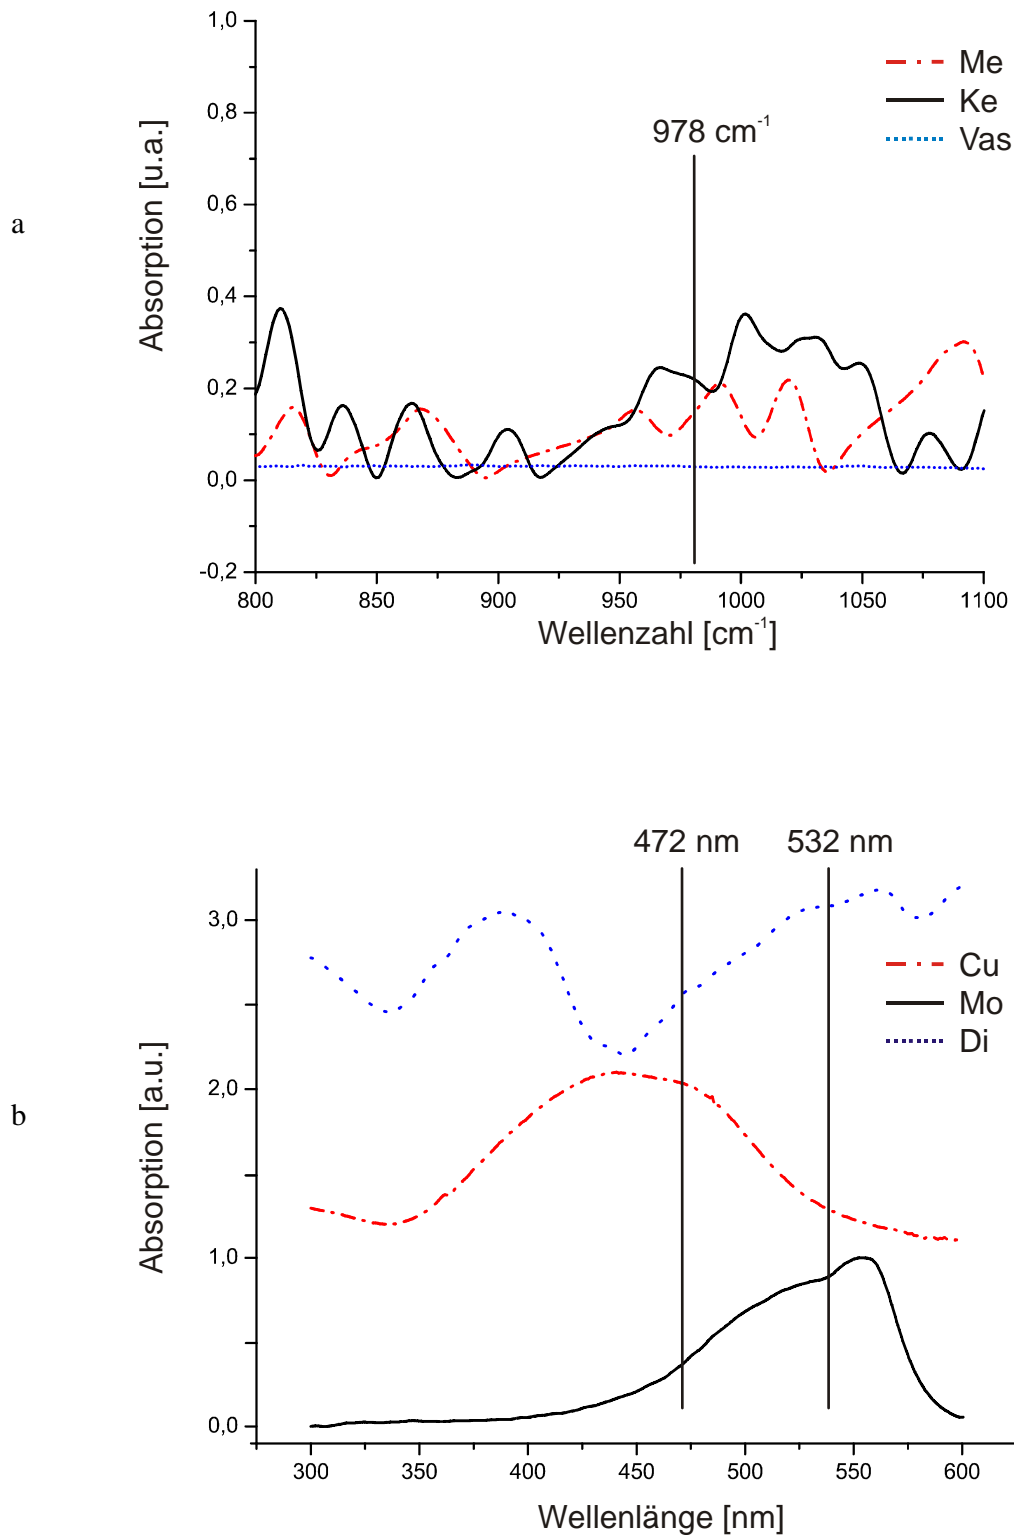 1,0
0,8
0,6
0,4
0,2
0,0
-0,2
Absorption [u.a.]
a
978 cm⁻¹
Me
Ke
Vas
800 850 900 950 1000 1050 1100
Wellenzahl [cm⁻¹]
472 nm 532 nm
3,0
2,0
1,0
0,0
Absorption [a.u.]
b
Cu
Mo
Di
300 350 400 450 500 550 600
Wellenlänge [nm]